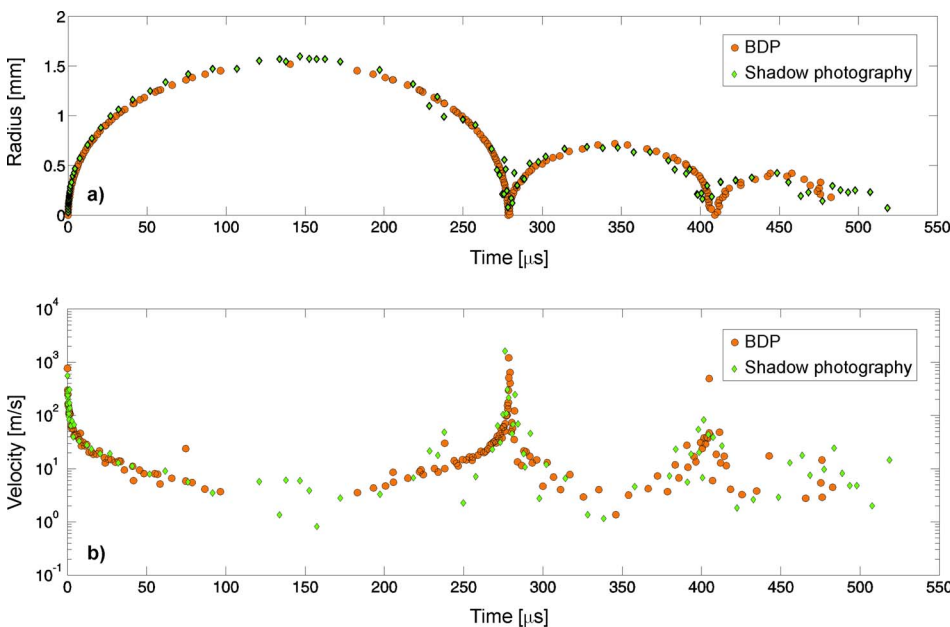 2
1.5
1
0.5
0
Radius [mm]
a)
BDP
Shadow photography
0 50 100 150 200 250 300 350 400 450 500 550
Time [μs]
10^4
10^3
10^2
10^1
10^0
10^-1
Velocity [m/s]
b)
BDP
Shadow photography
0 50 100 150 200 250 300 350 400 450 500 550
Time [μs]